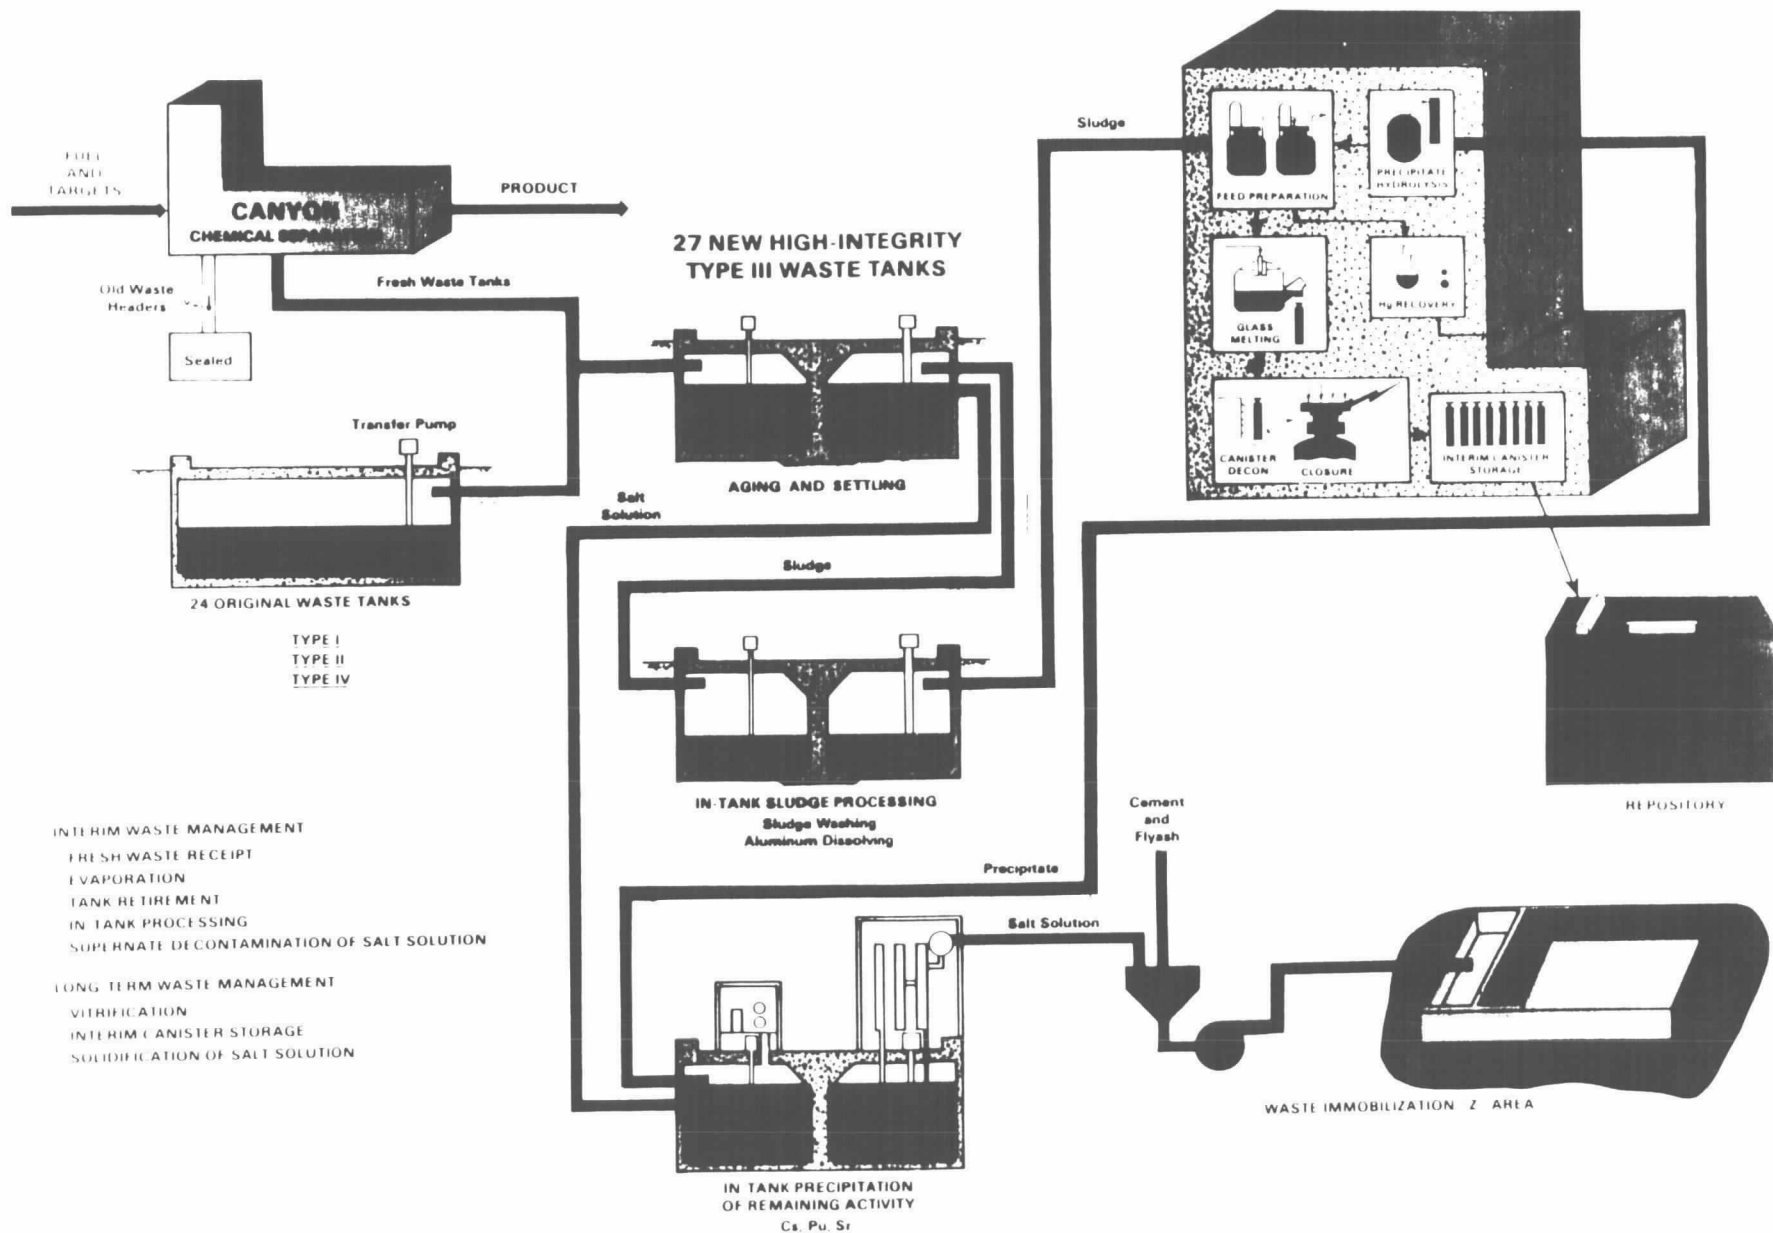 FUEL
AND
TARGETS
CANYON
CHEMICAL SEPARATION
PRODUCT
Old Waste
Headers
Sealed
Fresh Waste Tanks
27 NEW HIGH-INTEGRITY
TYPE III WASTE TANKS
Transfer Pump
24 ORIGINAL WASTE TANKS
TYPE I
TYPE II
TYPE IV
AGING AND SETTLING
Salt
Solution
Sludge
IN-TANK SLUDGE PROCESSING
Sludge Washing
Aluminum Dissolving
Sludge
FEED PREPARATION
PRECIPITATE
HYDROLYSIS
GLASS
MELTING
Hg RECOVERY
CANISTER
DECON
CLOSURE
INTERIM CANISTER
STORAGE
REPOSITORY
INTERIM WASTE MANAGEMENT
FRESH WASTE RECEIPT
EVAPORATION
TANK RETIREMENT
IN TANK PROCESSING
SUPERNATE DECONTAMINATION OF SALT SOLUTION
LONG TERM WASTE MANAGEMENT
VITRIFICATION
INTERIM CANISTER STORAGE
SOLIDIFICATION OF SALT SOLUTION
Precipitate
Salt Solution
Cement
and
Flyash
WASTE IMMOBILIZATION Z AREA
IN TANK PRECIPITATION
OF REMAINING ACTIVITY
Cs, Pu, Sr